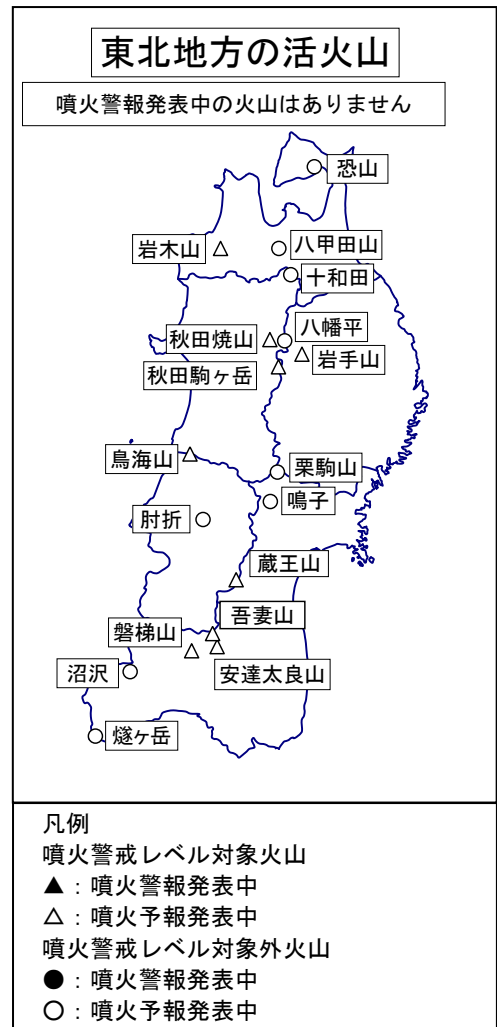 東北地方の活火山
噴火警報発表中の火山はありません
恐山
岩木山
八甲田山
十和田
秋田焼山
八幡平
岩手山
秋田駒ヶ岳
鳥海山
栗駒山
鳴子
肘折
蔵王山
吾妻山
磐梯山
安達太良山
沼沢
燧ヶ岳
凡例
噴火警戒レベル対象火山
▲：噴火警報発表中
△：噴火予報発表中
噴火警戒レベル対象外火山
●：噴火警報発表中
○：噴火予報発表中